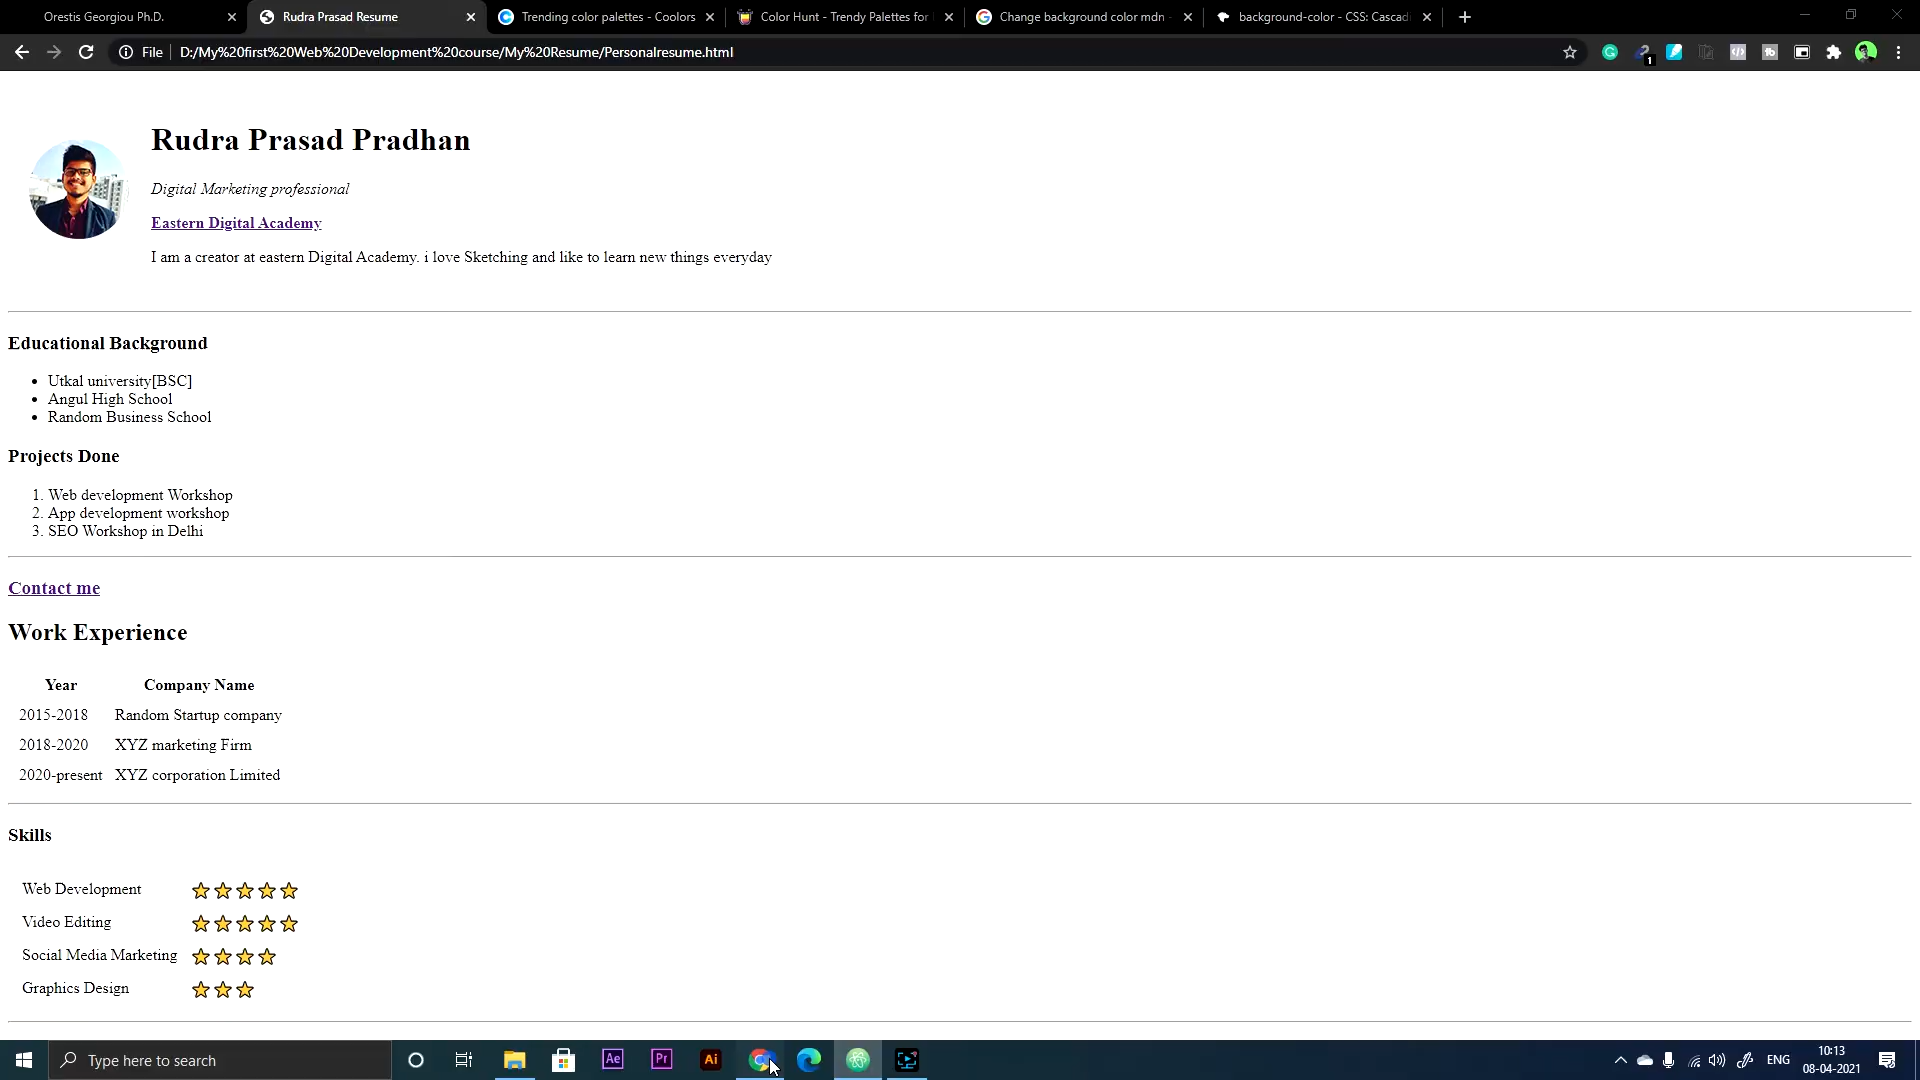 Orestis Georgiou Ph.D.
Rudra Prasad Resume
Trending color palettes - Coolors
Color Hunt - Trendy Palettes for
Change background color mdn -
background-color - CSS: Cascad
File
D:/My%20first%20Web%20Development%20course/My%20Resume/Personalresume.html
1
Rudra Prasad Pradhan
Digital Marketing professional
Eastern Digital Academy
I am a creator at eastern Digital Academy. i love Sketching and like to learn new things everyday
Educational Background
• Utkal university[BSC]
• Angul High School
• Random Business School
Projects Done
1. Web development Workshop
2. App development workshop
3. SEO Workshop in Delhi
Contact me
Work Experience
Year Company Name
2015-2018 Random Startup company
2018-2020 XYZ marketing Firm
2020-present XYZ corporation Limited
Skills
Web Development
Video Editing
Social Media Marketing
Graphics Design
Type here to search
Ae
Pr
Ai
ENG
10:13
08-04-2021